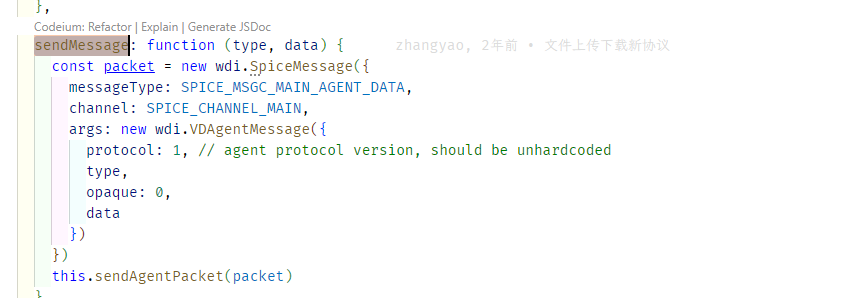 },
Codeium: Refactor | Explain | Generate JSDoc
sendMessage: function (type, data) { zhangyao, 2年前 • 文件上传下载新协议
const packet = new wdi.SpiceMessage({
messageType: SPICE_MSGC_MAIN_AGENT_DATA,
channel: SPICE_CHANNEL_MAIN,
args: new wdi.VDAgentMessage({
protocol: 1, // agent protocol version, should be unhardcoded
type,
opaque: 0,
data
})
})
this.sendAgentPacket(packet)
}